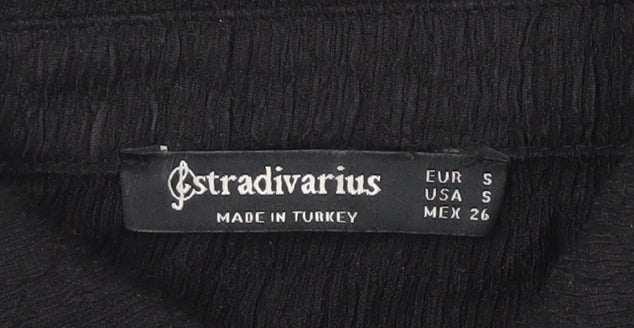 stradivarius
MADE IN TURKEY
EUR S
USA S
MEX 26